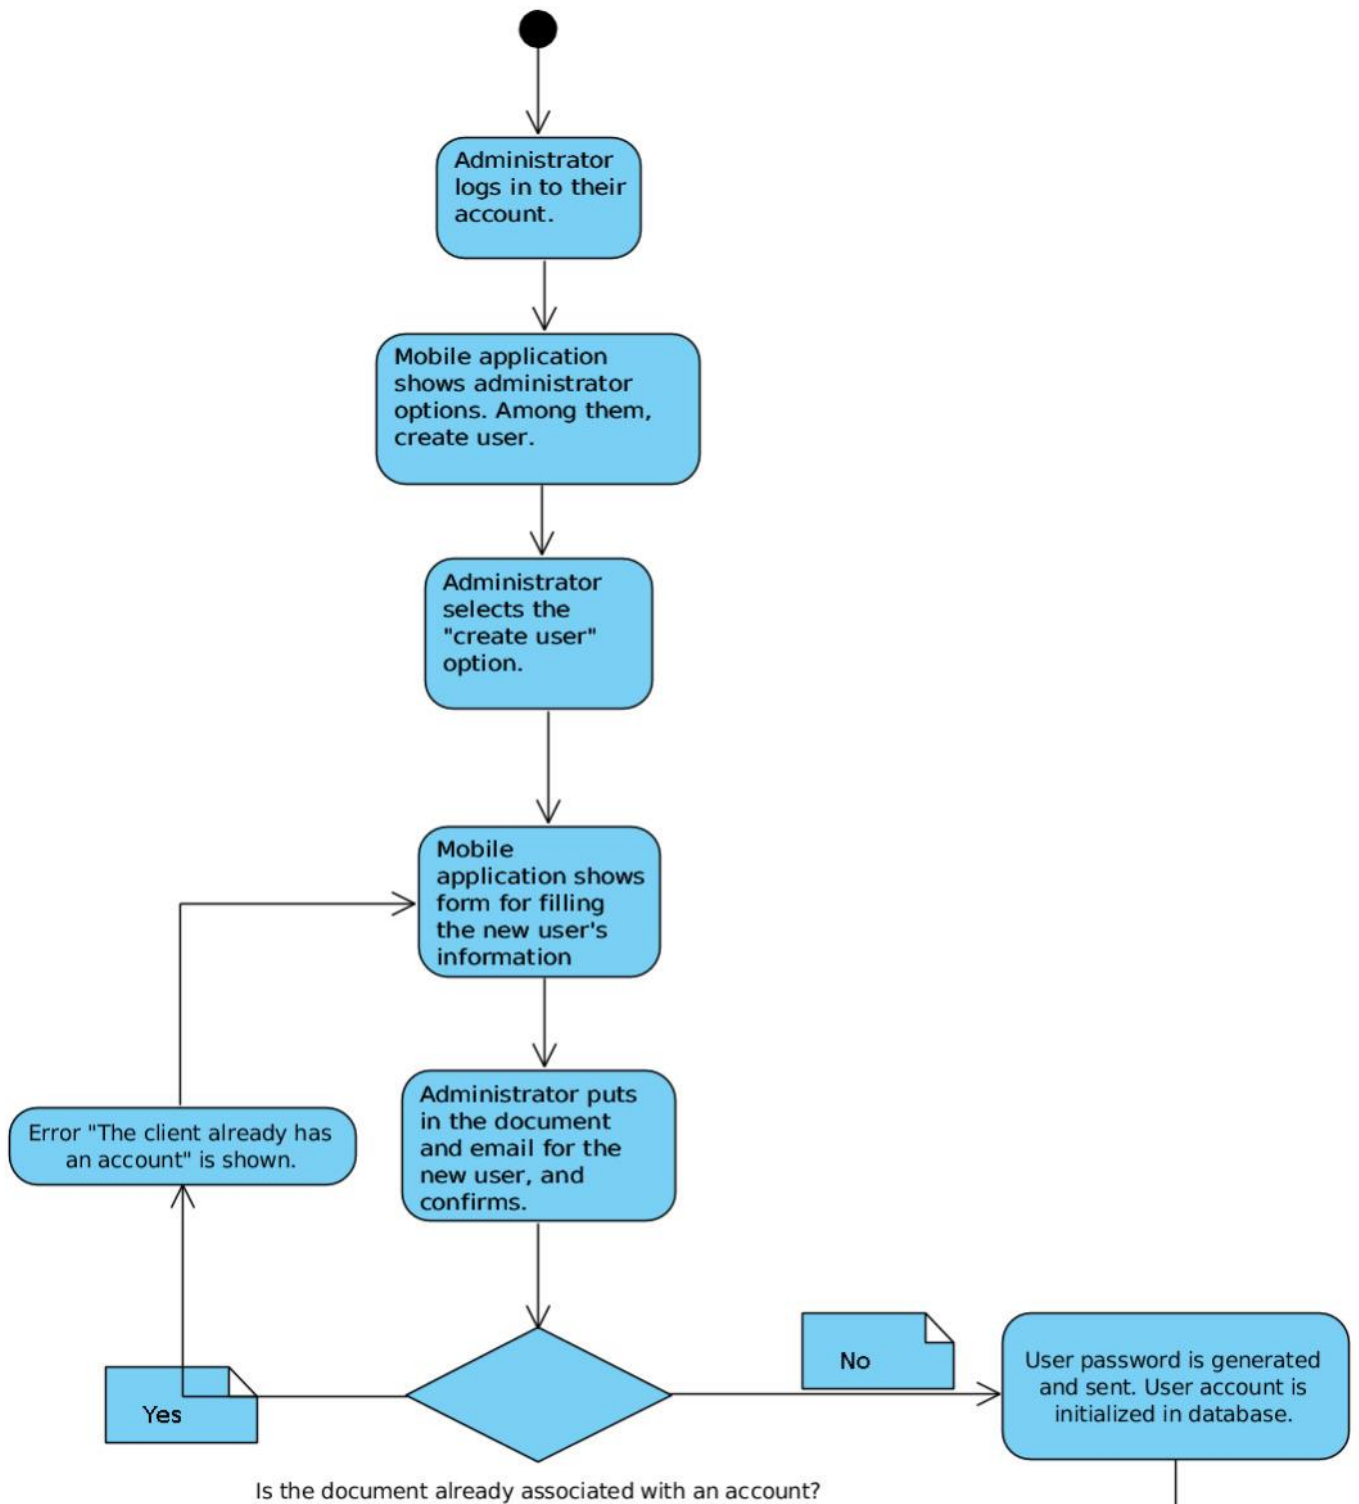 Administrator
logs in to their
account.
Mobile application
shows administrator
options. Among them,
create user.
Administrator
selects the
"create user"
option.
Mobile
application shows
form for filling
the new user's
information
Administrator puts
in the document
and email for the
new user, and
confirms.
Error "The client already has
an account" is shown.
Yes
No
User password is generated
and sent. User account is
initialized in database.
Is the document already associated with an account?